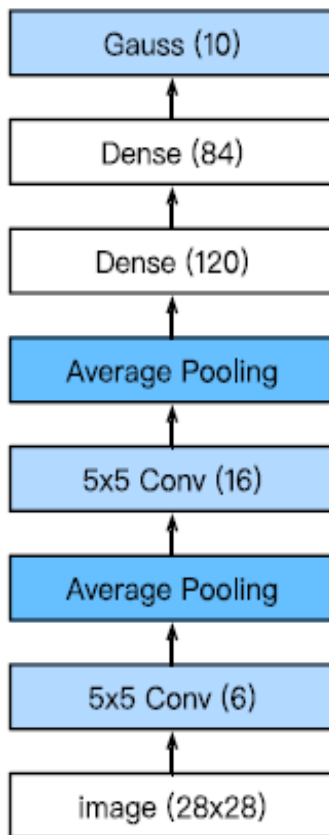 Gauss (10)
Dense (84)
Dense (120)
Average Pooling
5x5 Conv (16)
Average Pooling
5x5 Conv (6)
image (28x28)